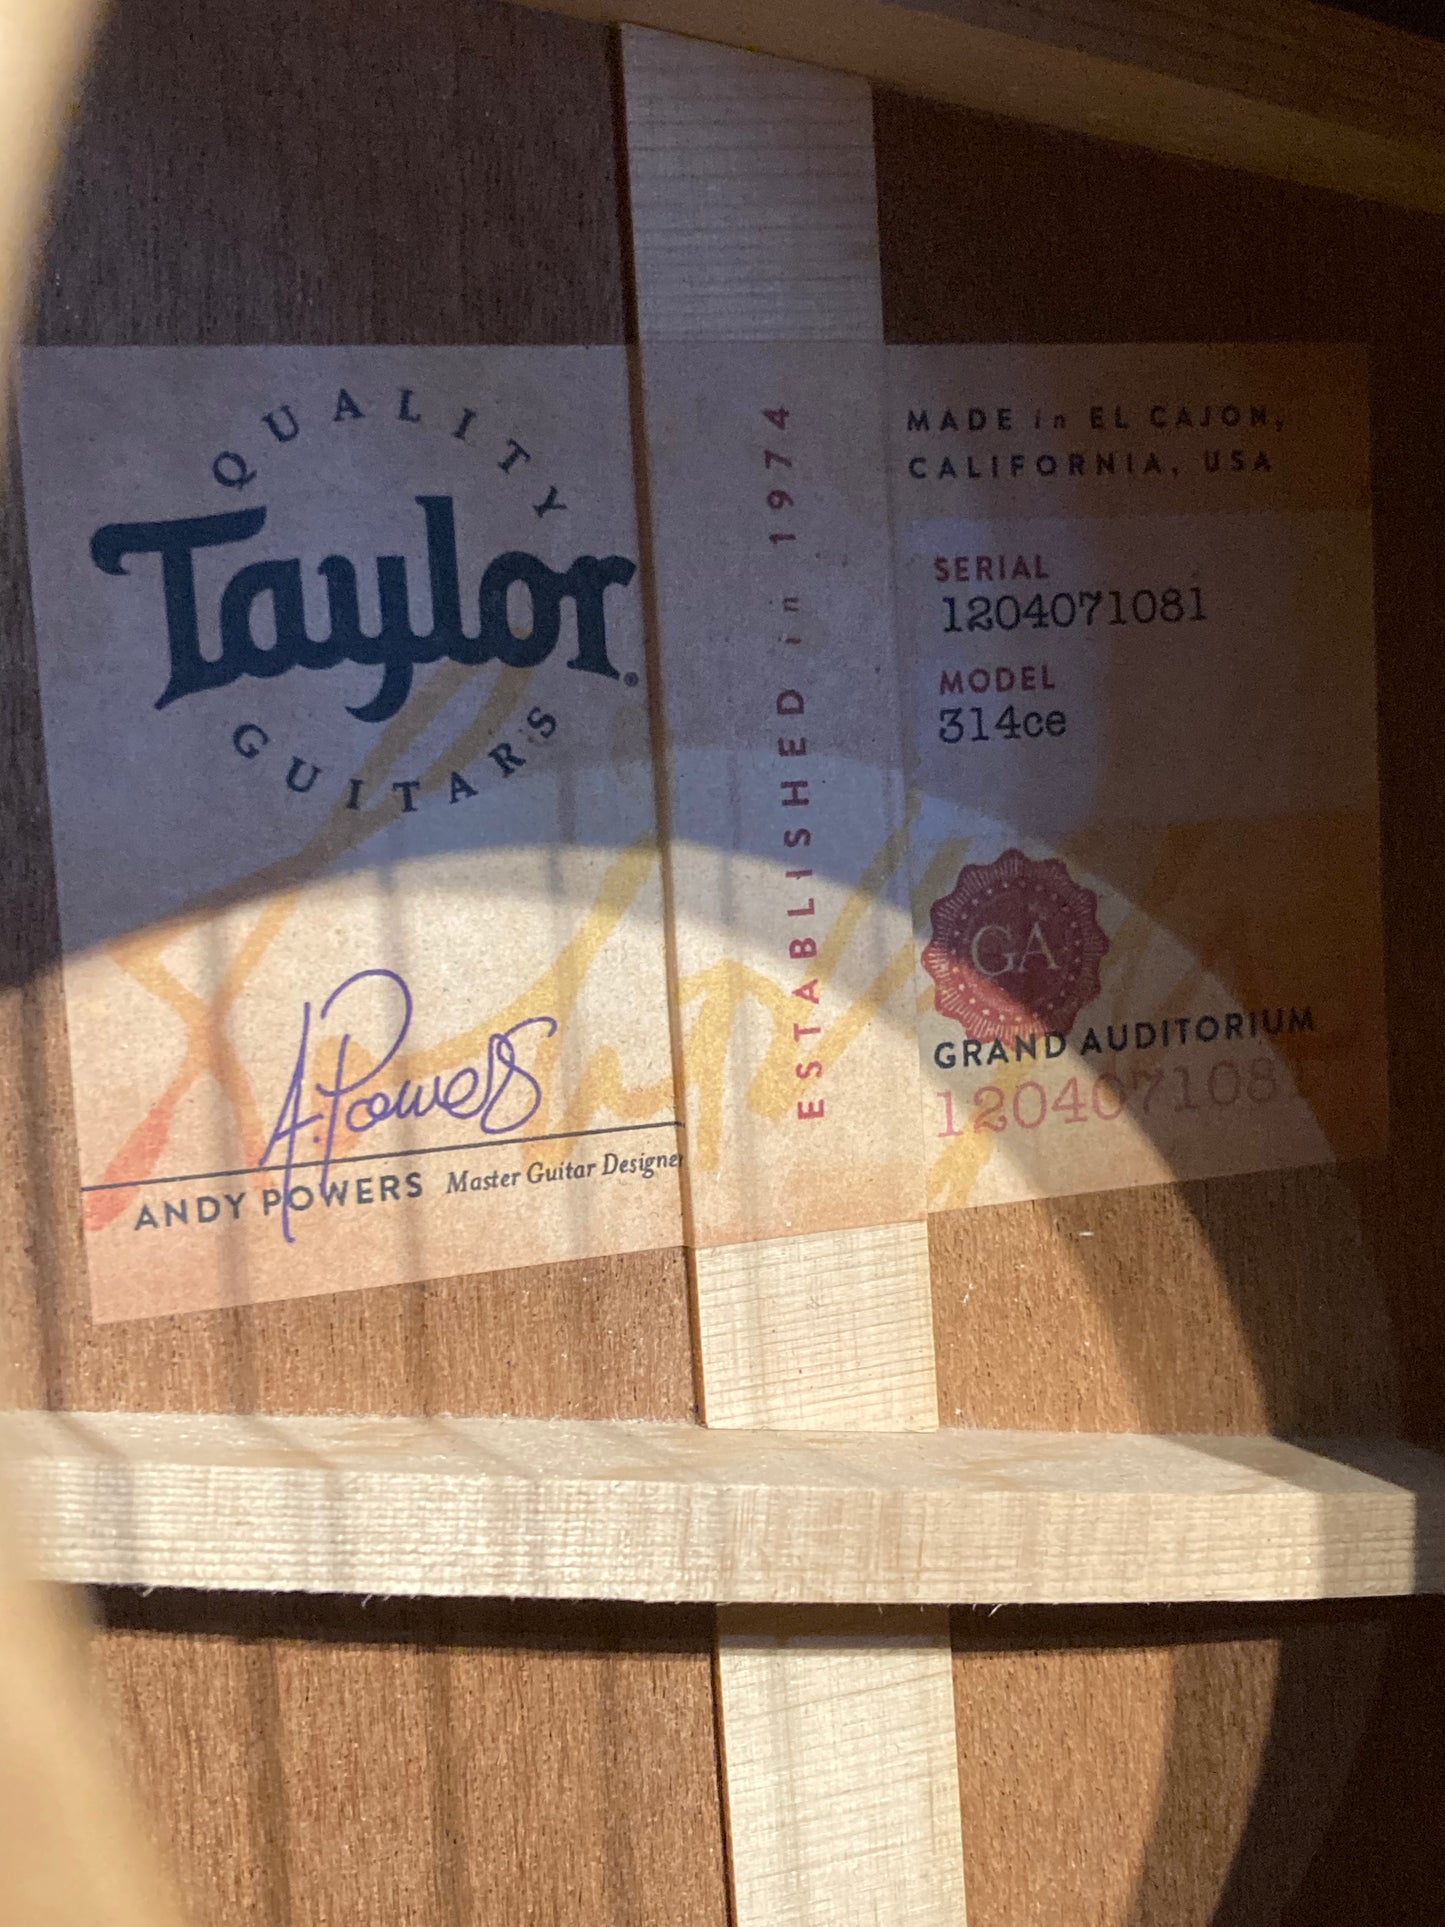 QUALITY
Taylor®
GUITARS
ANDY POWERS Master Guitar Designer
A. Powers
ESTABLISHED in 1974
MADE in EL CAJON,
CALIFORNIA, USA
SERIAL
1204071081
MODEL
314ce
GA
GRAND AUDITORIUM
120407108